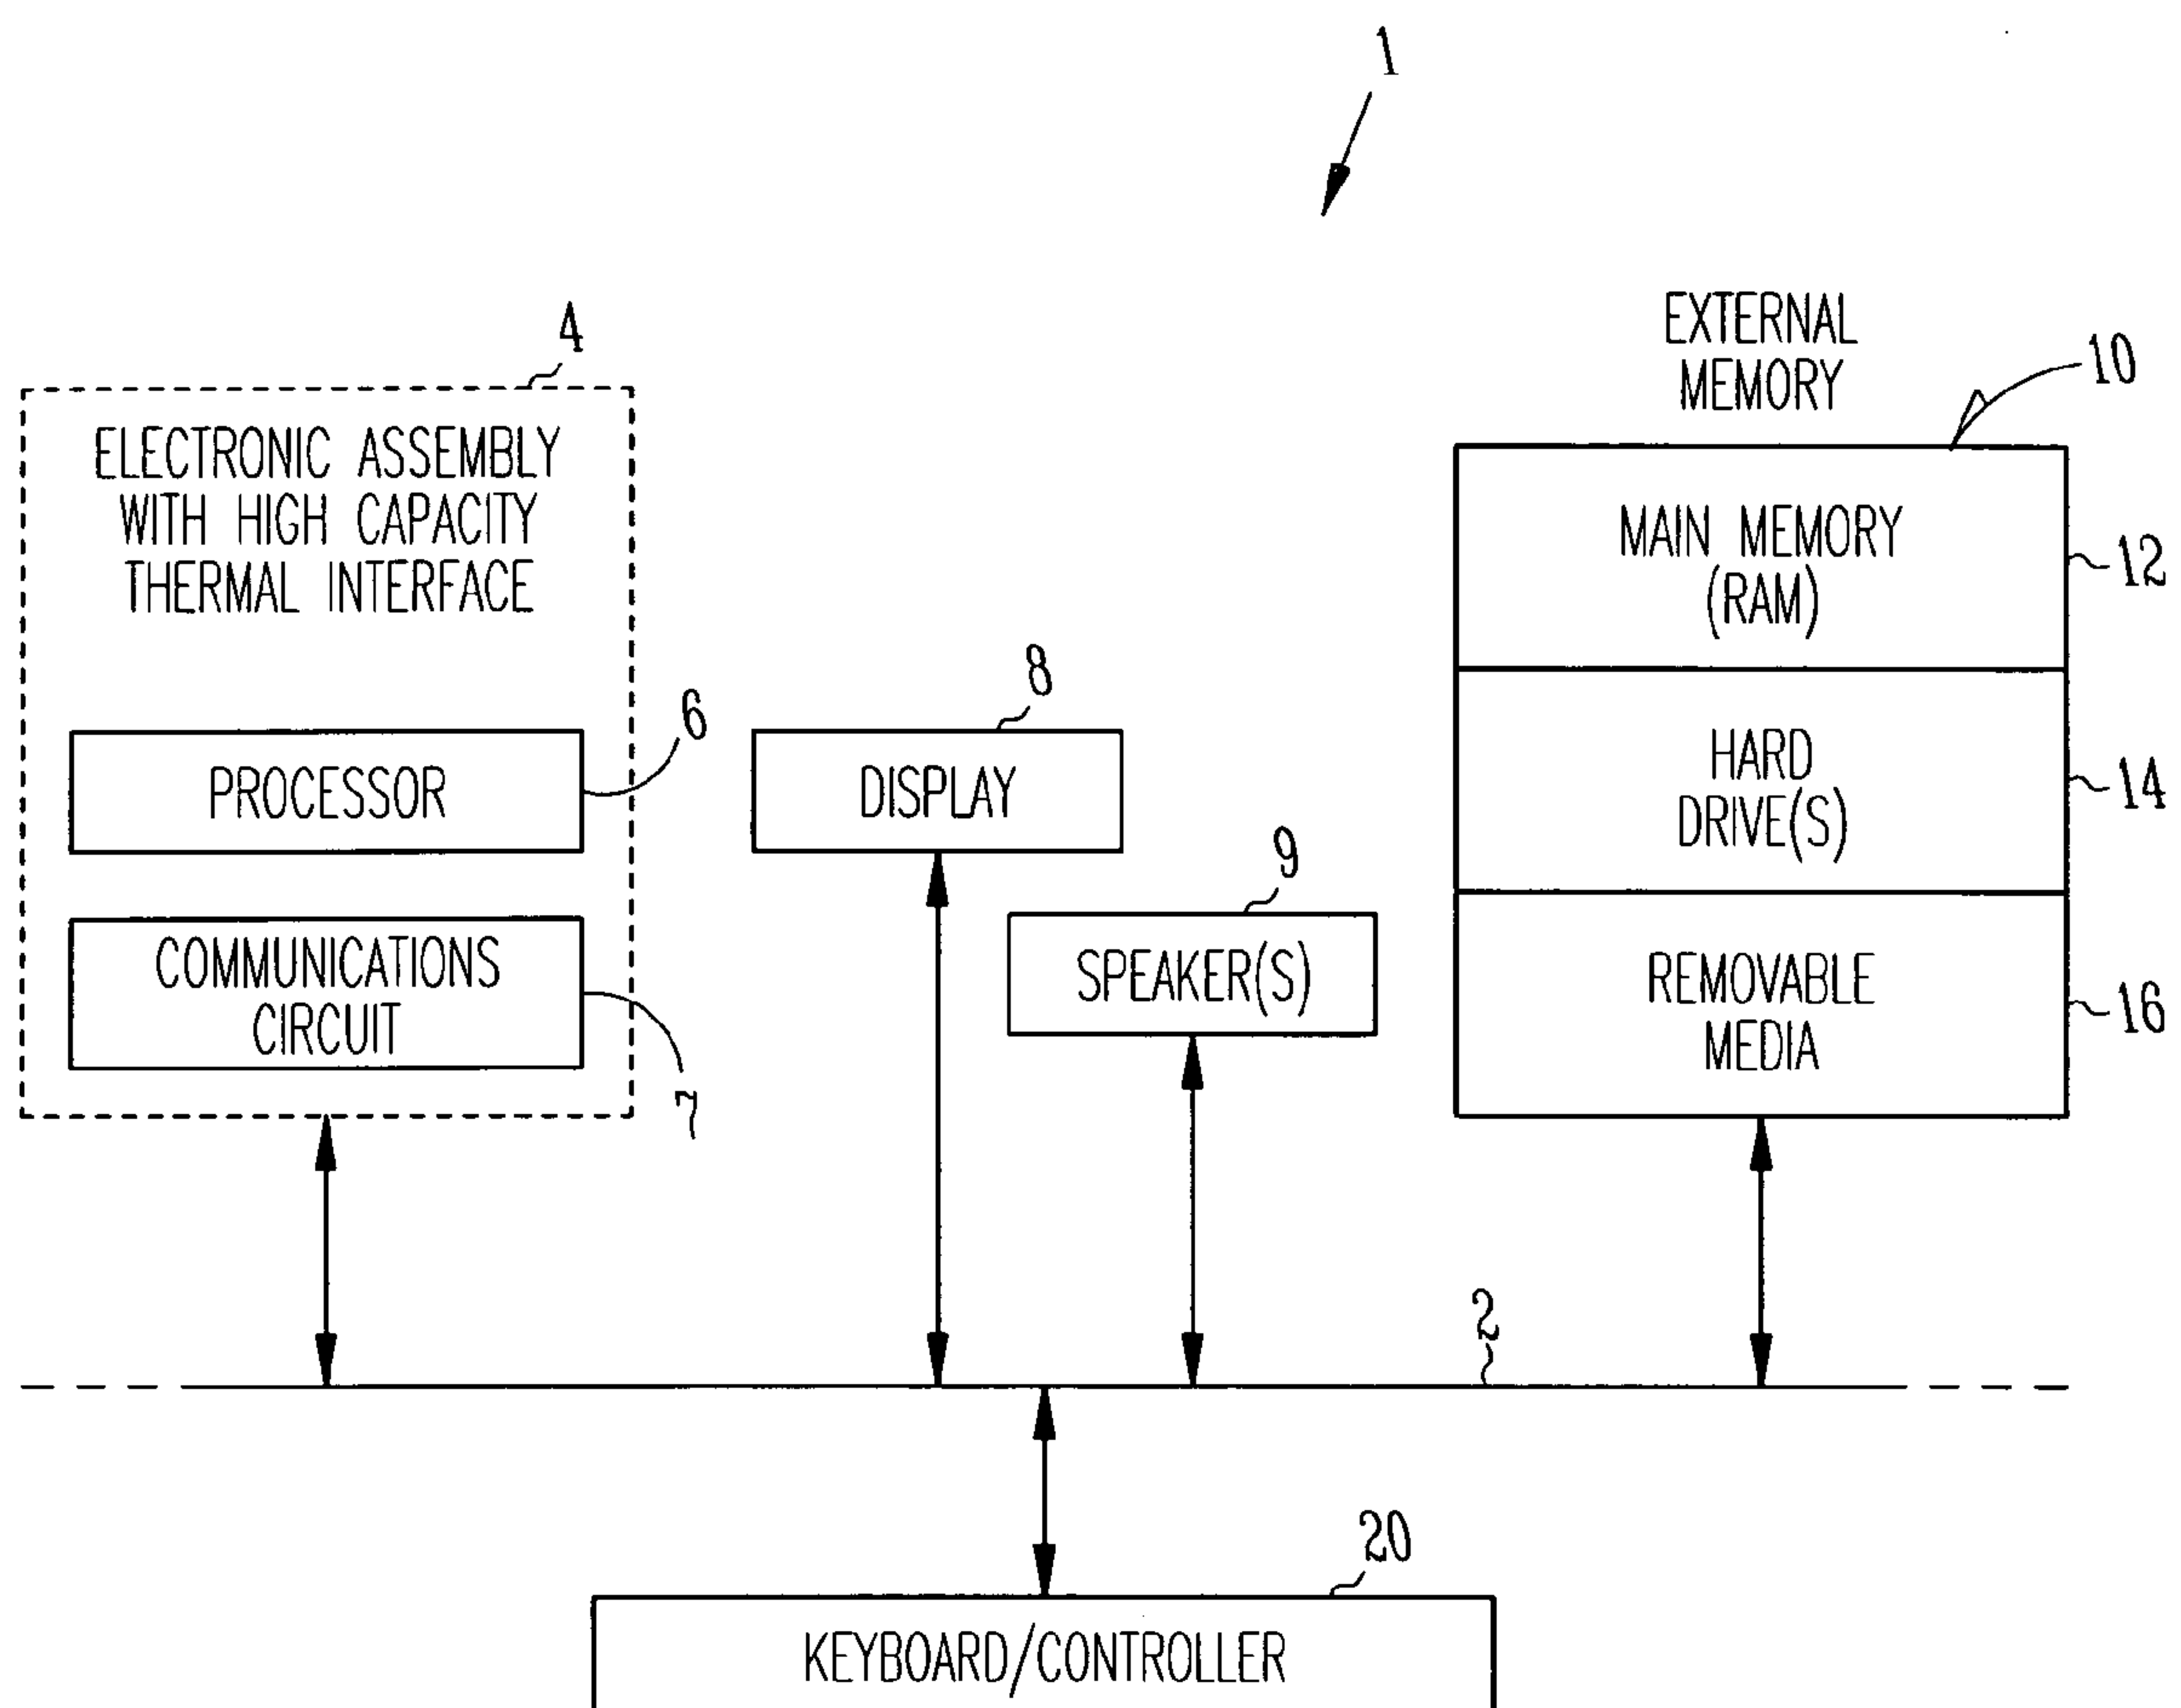 1
4
ELECTRONIC ASSEMBLY
WITH HIGH CAPACITY
THERMAL INTERFACE
PROCESSOR
6
COMMUNICATIONS
CIRCUIT
7
8
DISPLAY
9
SPEAKER(S)
EXTERNAL
MEMORY
10
MAIN MEMORY
(RAM)
12
HARD
DRIVE(S)
14
REMOVABLE
MEDIA
16
2
20
KEYBOARD/CONTROLLER